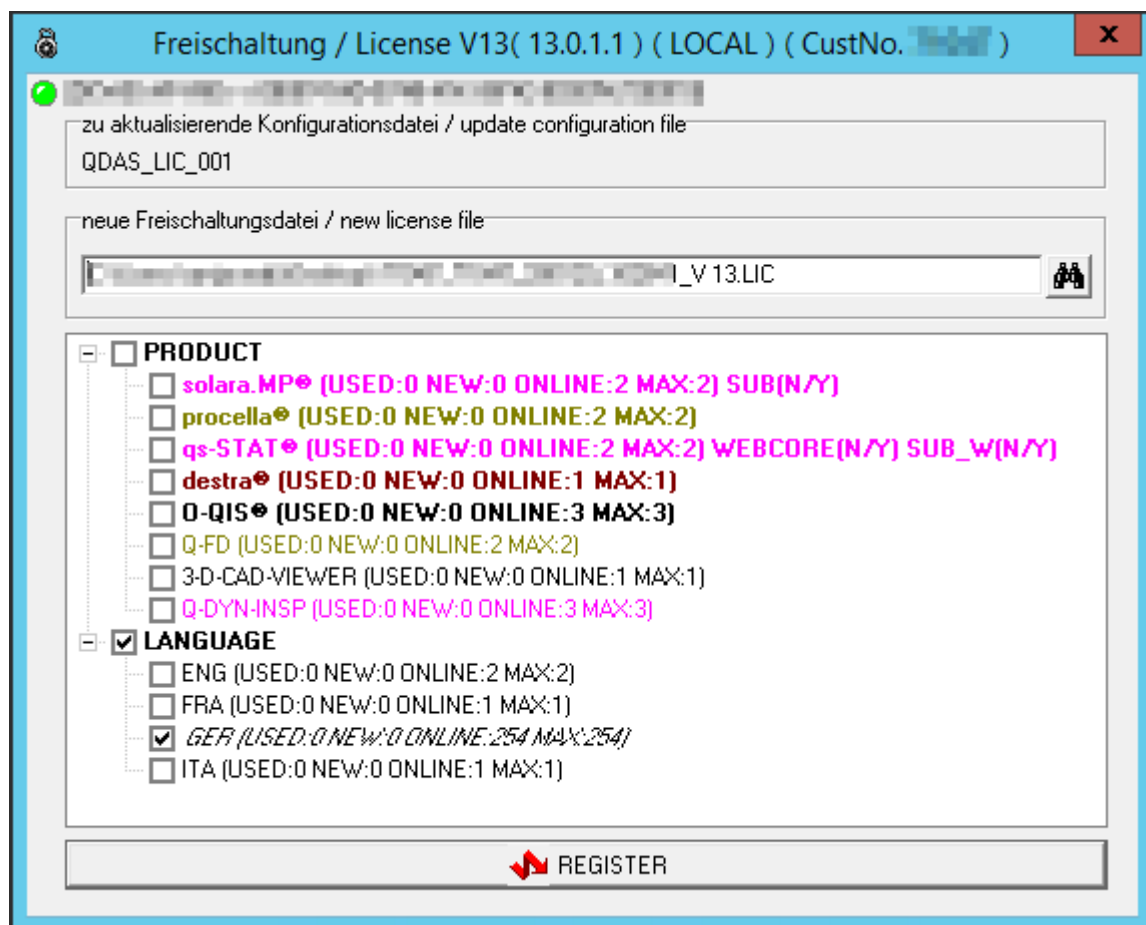 Freischaltung / License V13( 13.0.1.1 ) ( LOCAL ) ( CustNo. )
x
zu aktualisierende Konfigurationsdatei / update configuration file
QDAS_LIC_001
neue Freischaltungsdatei / new license file
_V 13.LIC
PRODUCT
solara.MP® (USED:0 NEW:0 ONLINE:2 MAX:2) SUB(N/Y)
procella® (USED:0 NEW:0 ONLINE:2 MAX:2)
qs-STAT® (USED:0 NEW:0 ONLINE:2 MAX:2) WEBCORE(N/Y) SUB_W(N/Y)
destra® (USED:0 NEW:0 ONLINE:1 MAX:1)
O-QIS® (USED:0 NEW:0 ONLINE:3 MAX:3)
Q-FD (USED:0 NEW:0 ONLINE:2 MAX:2)
3-D-CAD-VIEWER (USED:0 NEW:0 ONLINE:1 MAX:1)
Q-DYN-INSP (USED:0 NEW:0 ONLINE:3 MAX:3)
LANGUAGE
ENG (USED:0 NEW:0 ONLINE:2 MAX:2)
FRA (USED:0 NEW:0 ONLINE:1 MAX:1)
GER (USED:0 NEW:0 ONLINE:254 MAX:254)
ITA (USED:0 NEW:0 ONLINE:1 MAX:1)
REGISTER